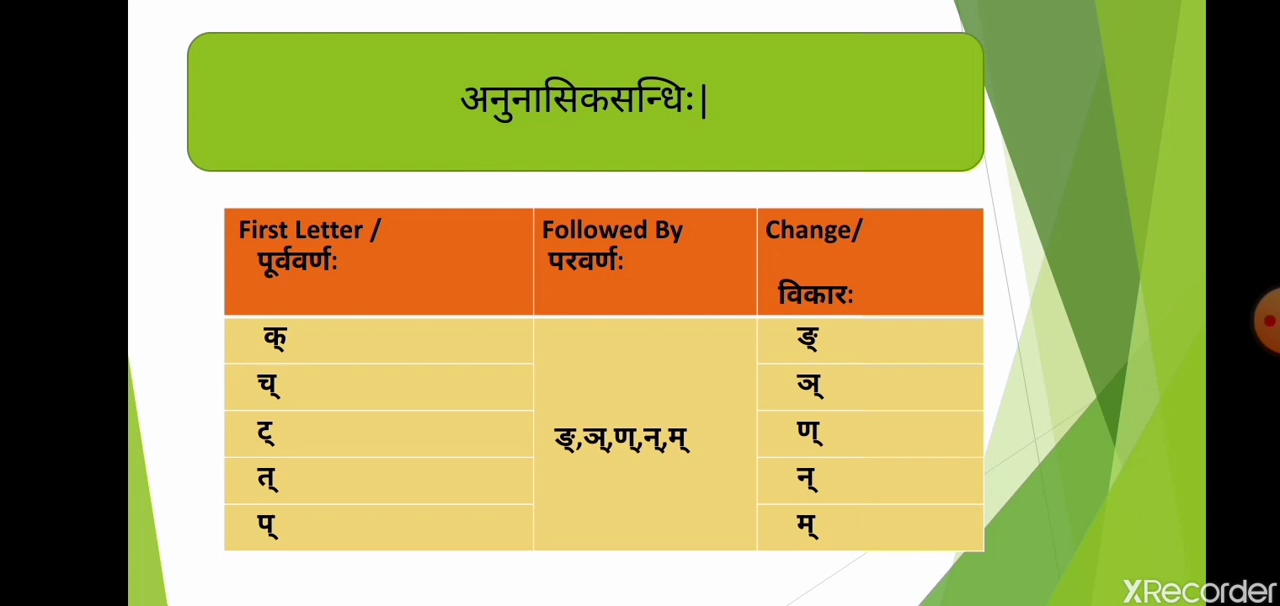 अनुनासिकसन्धिः|
First Letter / Followed By Change/
पूर्ववर्णः परवर्णः
विकारः
क् ङ्
च् ञ्
ट् ण्
ङ्,ञ्,ण्,न्,म्
त् न्
प् म्
XRecorder